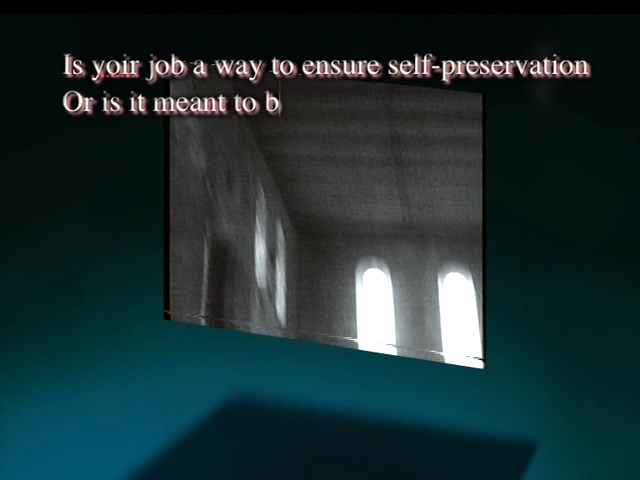 Is yoir job a way to ensure self-preservation
Or is it meant to b